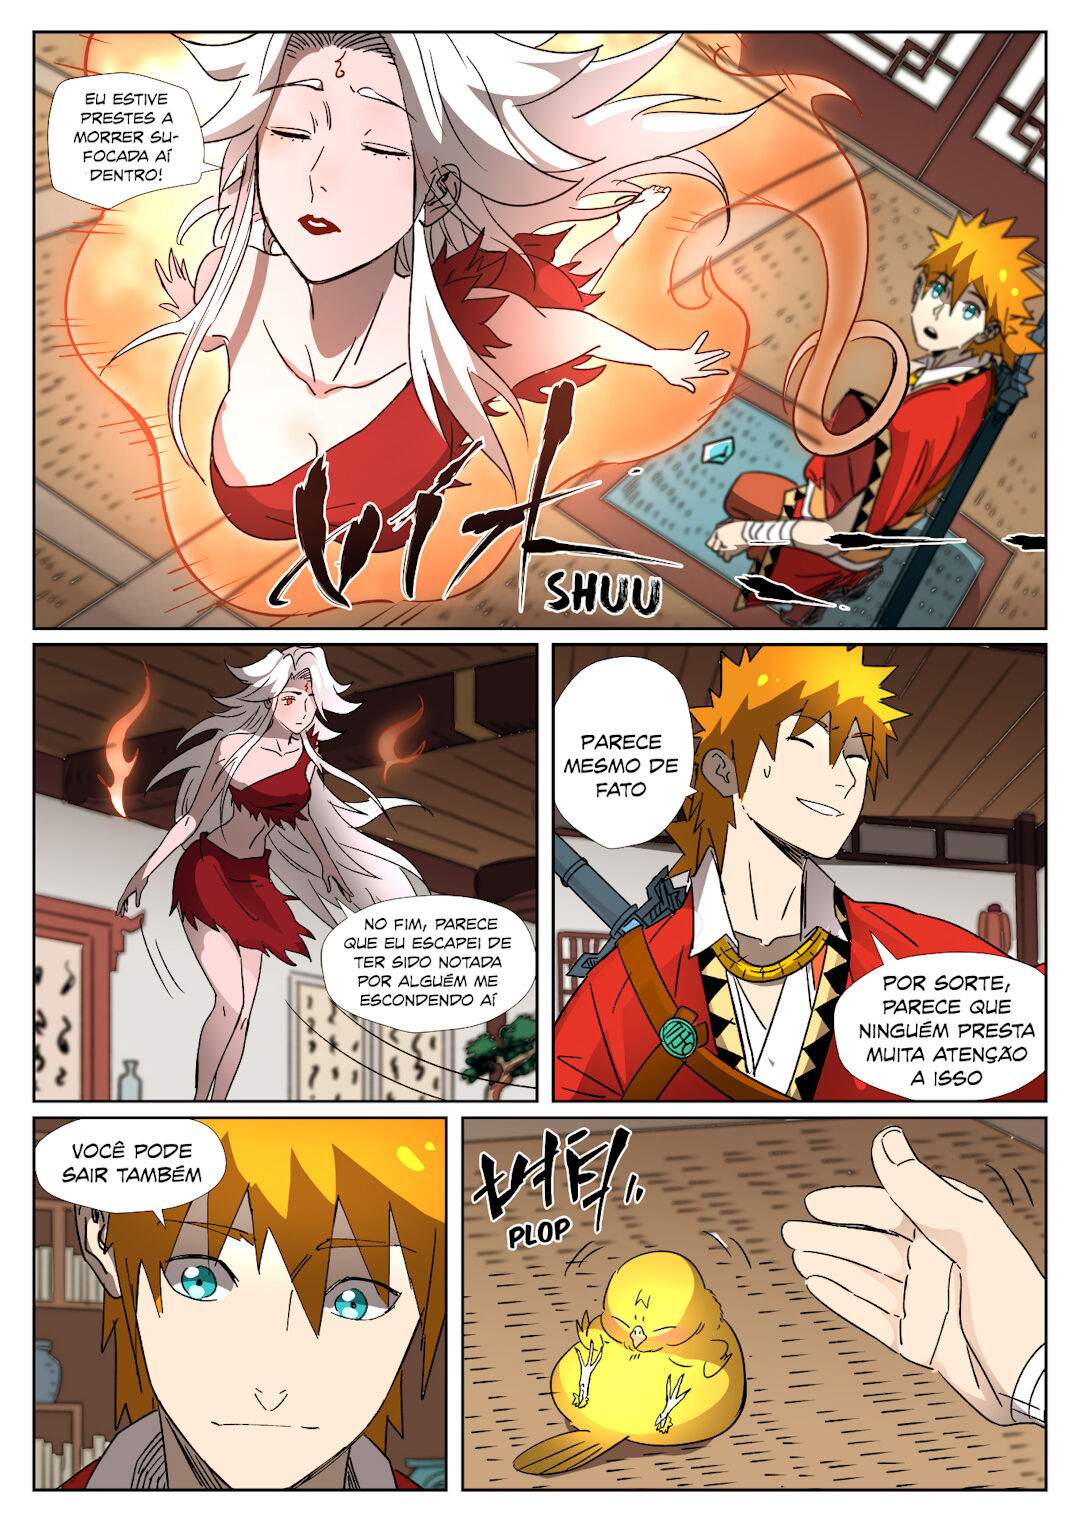 EU ESTIVE
PRESTES A
MORRER SU-
FOCADA AÍ
DENTRO!
SHUU
NO FIM, PARECE
QUE EU ESCAPEI DE
TER SIDO NOTADA
POR ALGUÉM ME
ESCONDENDO AÍ
PARECE
MESMO DE
FATO
POR SORTE,
PARECE QUE
NINGUÉM PRESTA
MUITA ATENÇÃO
A ISSO
VOCÊ PODE
SAIR TAMBÉM
PLOP